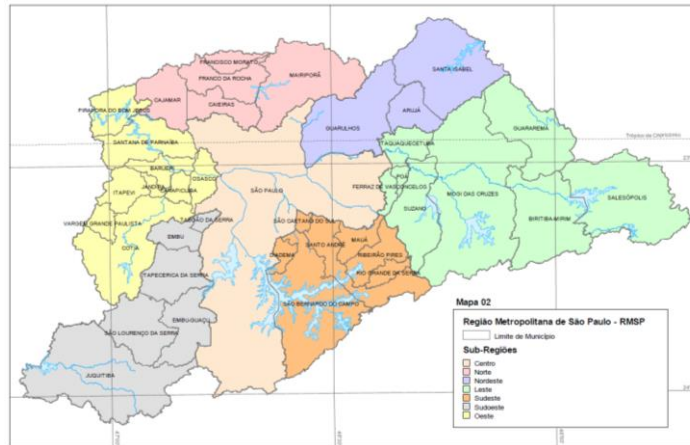 FRANCISCO MORATO
FRANCO DA ROCHA
MAIRIPORÃ
CAJAMAR
CAIEIRAS
SANTA ISABEL
PIRAPORA DO BOM JESUS
GUARULHOS
ARUJÁ
SANTANA DE PARNAÍBA
GUARAREMA
Trópico de Capricórnio
ITAQUAQUECETUBA
BARUERI
OSASCO
JANDIRA
CARAPICUIBA
ITAPEVI
SÃO PAULO
POÁ
FERRAZ DE VASCONCELOS
MOGI DAS CRUZES
SALESÓPOLIS
SUZANO
BIRITIBA-MIRIM
VARGEM GRANDE PAULISTA
TABOÃO DA SERRA
SÃO CAETANO DO SUL
EMBU
COTIA
MAUÁ
SANTO ANDRÉ
DIADEMA
RIBEIRÃO PIRES
RIO GRANDE DA SERRA
ITAPECERICA DA SERRA
SÃO BERNARDO DO CAMPO
EMBU-GUAÇU
SÃO LOURENÇO DA SERRA
JUQUITIBA
Mapa 02
Região Metropolitana de São Paulo - RMSP
Limite de Município
Sub-Regiões
Centro
Norte
Nordeste
Leste
Sudeste
Sudoeste
Oeste